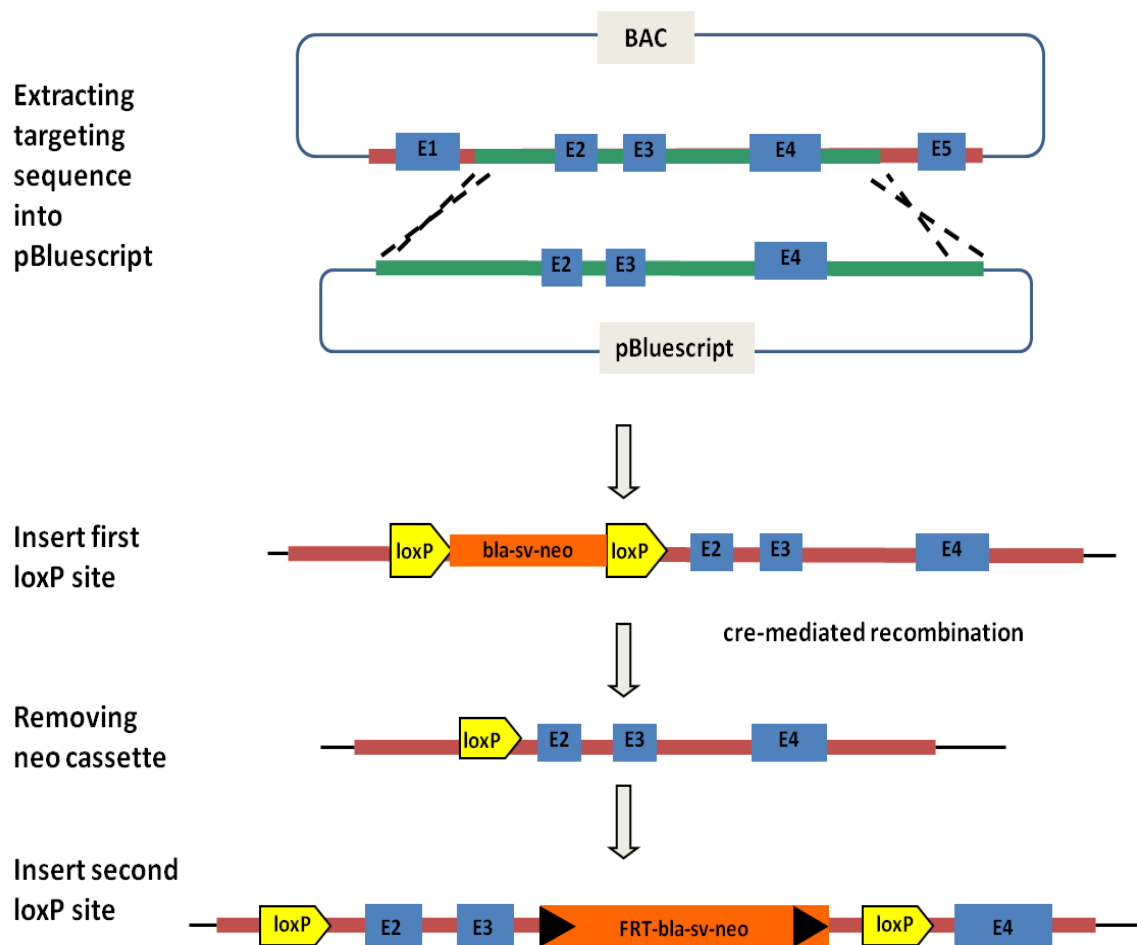 BAC
Extracting
targeting
sequence
into
pBluescript
E1 E2 E3 E4 E5
E2 E3 E4
pBluescript
Insert first
loxP site
loxP bla-sv-neo loxP E2 E3 E4
cre-mediated recombination
Removing
neo cassette
loxP E2 E3 E4
Insert second
loxP site
loxP E2 E3 FRT-bla-sv-neo loxP E4